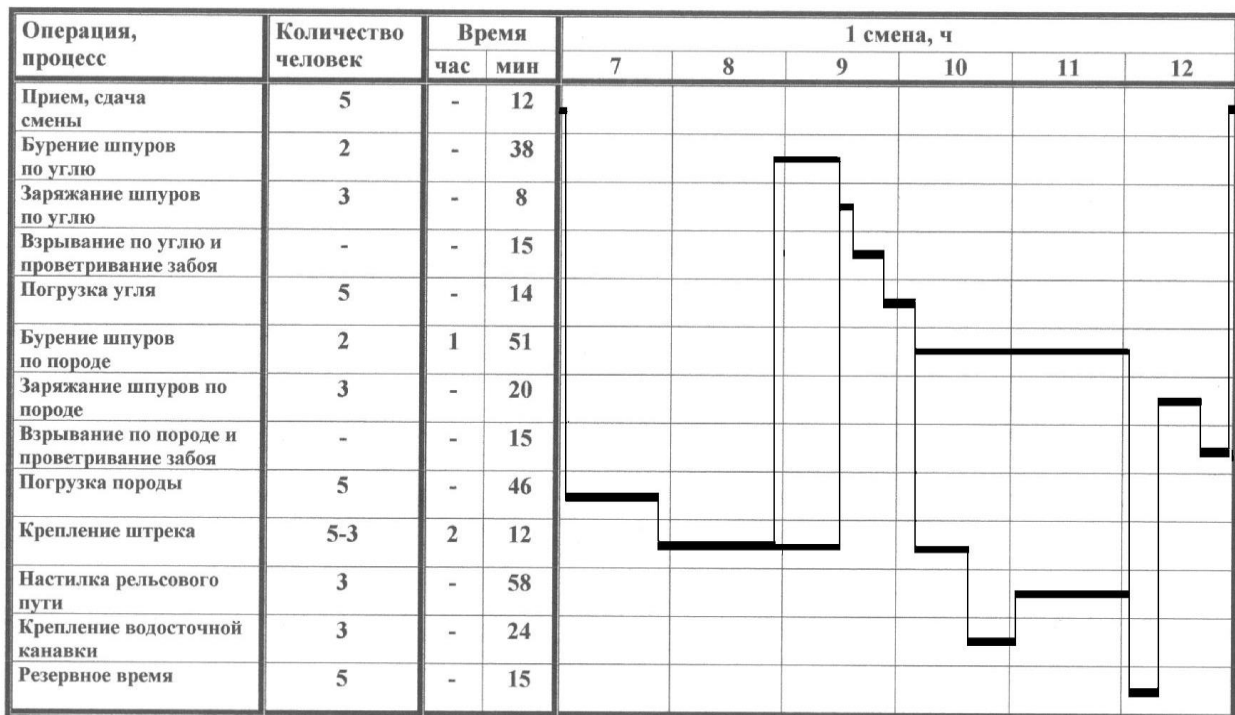 Операция, процесс Количество человек Время 1 смена, ч
час мин 7 8 9 10 11 12
Прием, сдача
смены 5 - 12
Бурение шпуров
по углю 2 - 38
Заряжание шпуров
по углю 3 - 8
Взрывание по углю и
проветривание забоя - - 15
Погрузка угля 5 - 14
Бурение шпуров
по породе 2 1 51
Заряжание шпуров по
породе 3 - 20
Взрывание по породе и
проветривание забоя - - 15
Погрузка породы 5 - 46
Крепление штрека 5-3 2 12
Настилка рельсового
пути 3 - 58
Крепление водосточной
канавки 3 - 24
Резервное время 5 - 15